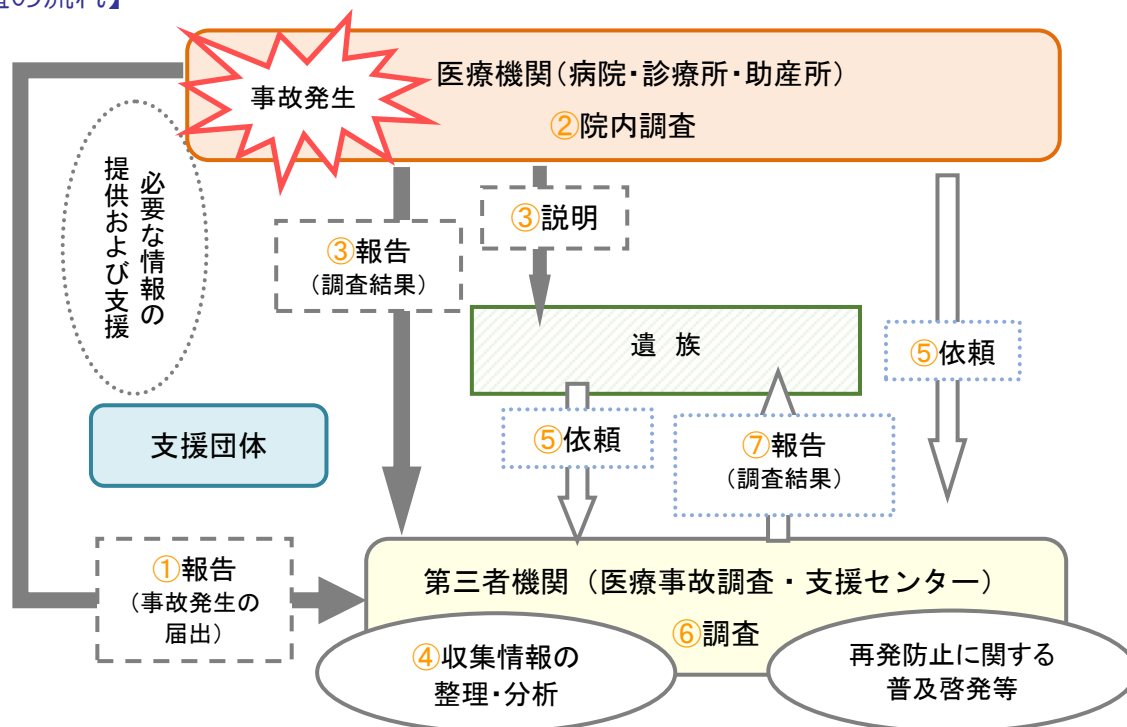 事故発生
医療機関（病院・診療所・助産所）
②院内調査
必要な情報の
提供および支援
③報告
（調査結果）
③説明
遺 族
⑤依頼
支援団体
⑤依頼
⑦報告
（調査結果）
①報告
（事故発生の
届出）
第三者機関（医療事故調査・支援センター）
⑥調査
④収集情報の
整理・分析
再発防止に関する
普及啓発等